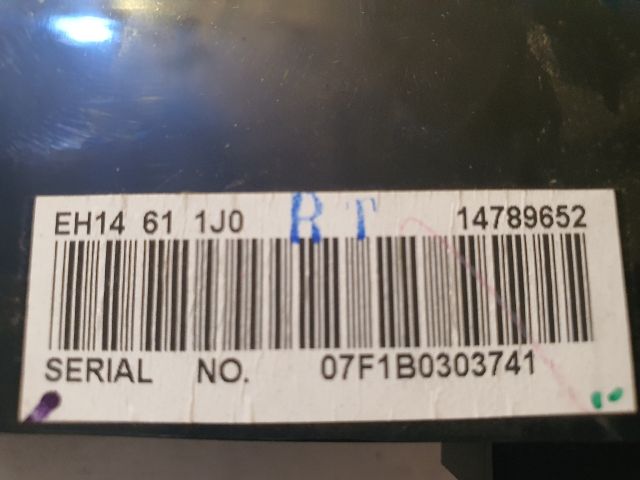 EH14 61 1J0 RT 14789652
SERIAL NO. 07F1B0303741